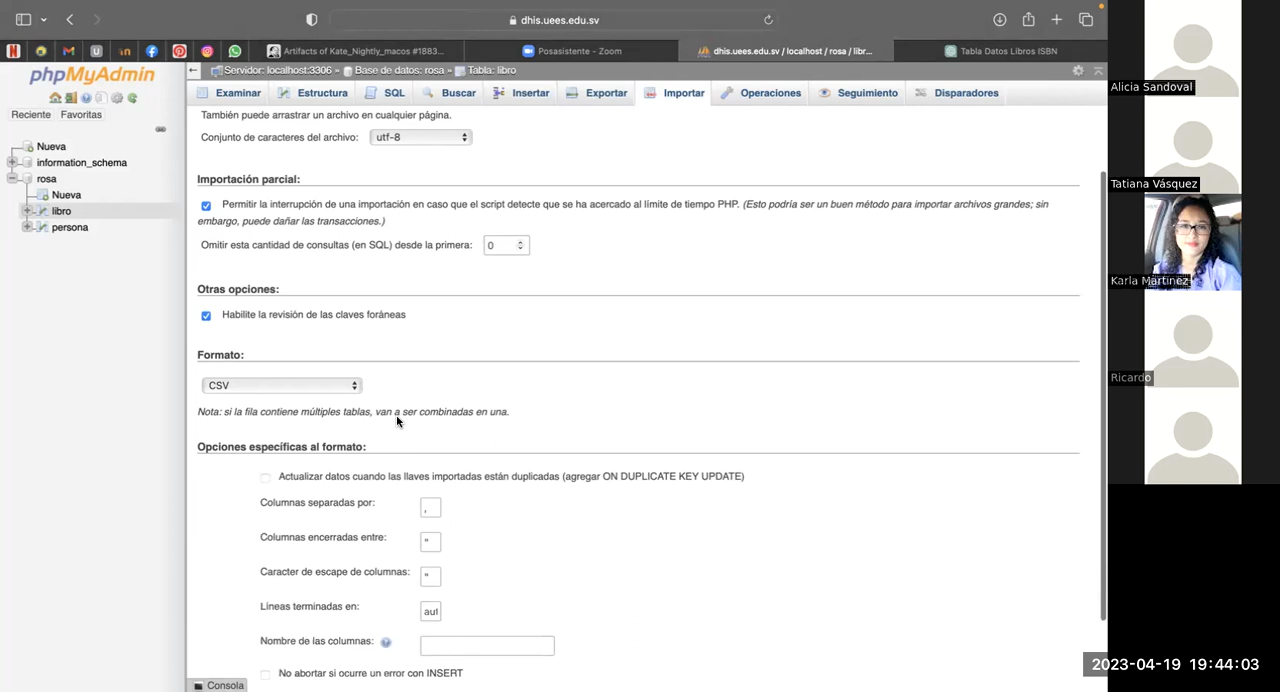 dhis.uees.edu.sv
Artifacts of Kate_Nightly_macos #1883...
Posasistente - Zoom
dhis.uees.edu.sv / localhost / rosa / libr...
Tabla Datos Libros ISBN
phpMyAdmin
Reciente Favoritas
Nueva
information_schema
rosa
Nueva
libro
persona
Servidor: localhost:3306 » Base de datos: rosa » Tabla: libro
Examinar Estructura SQL Buscar Insertar Exportar Importar Operaciones Seguimiento Disparadores
También puede arrastrar un archivo en cualquier página.
Conjunto de caracteres del archivo: utf-8
Importación parcial:
Permitir la interrupción de una importación en caso que el script detecte que se ha acercado al límite de tiempo PHP. (Esto podría ser un buen método para importar archivos grandes; sin
embargo, puede dañar las transacciones.)
Omitir esta cantidad de consultas (en SQL) desde la primera: 0
Otras opciones:
Habilite la revisión de las claves foráneas
Formato:
CSV
Nota: si la fila contiene múltiples tablas, van a ser combinadas en una.
Opciones específicas al formato:
Actualizar datos cuando las llaves importadas están duplicadas (agregar ON DUPLICATE KEY UPDATE)
Columnas separadas por: ,
Columnas encerradas entre: "
Caracter de escape de columnas: "
Líneas terminadas en: aut
Nombre de las columnas:
No abortar si ocurre un error con INSERT
Consola
Alicia Sandoval
Tatiana Vásquez
Karla Martinez
Ricardo
2023-04-19 19:44:03